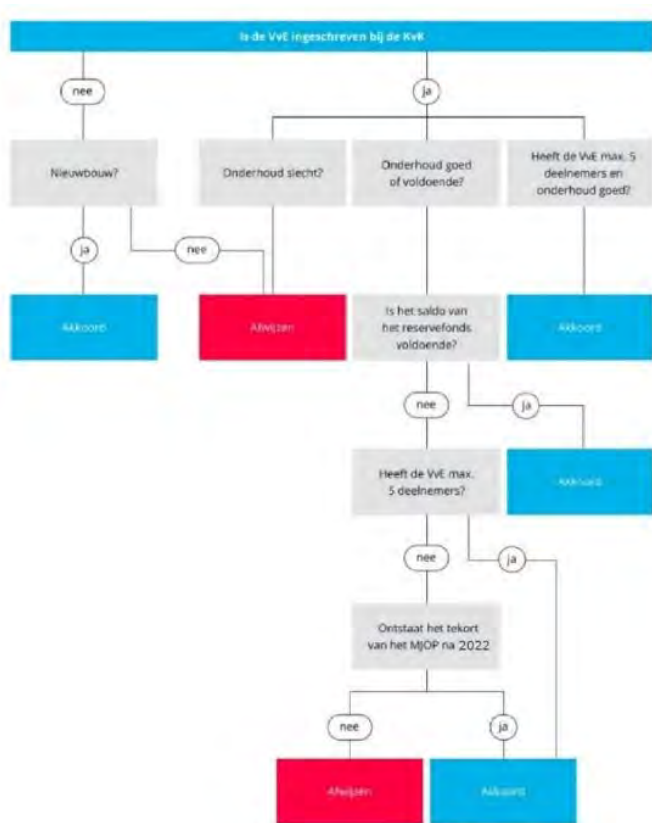 Is de VvE ingeschreven bij de KvK
nee
ja
Nieuwbouw?
Onderhoud slecht?
Onderhoud goed
of voldoende?
Heeft de VvE max. 5
deelnemers en
onderhoud goed?
ja
nee
Akkoord
Afwijzen
Is het saldo van
het reservefonds
voldoende?
Akkoord
nee
ja
Heeft de VvE max.
5 deelnemers?
Akkoord
nee
ja
Ontstaat het tekort
van het MJOP na 2022
nee
ja
Afwijzen
Akkoord